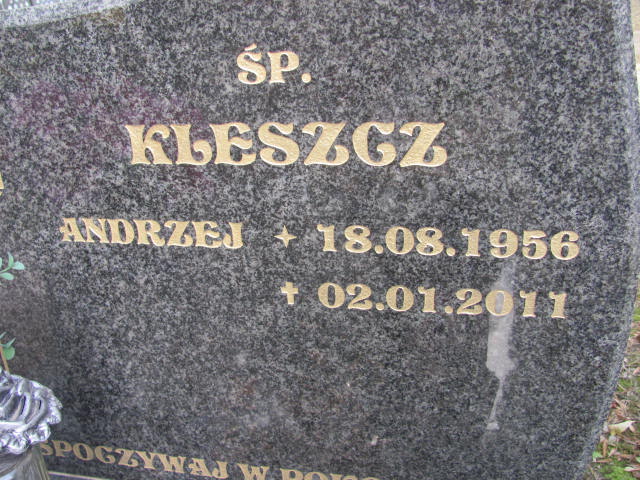 ŚP.
KLESZCZ
ANDRZEJ ✦ 18.08.1956
✝ 02.01.2011
SPOCZYWAJ W